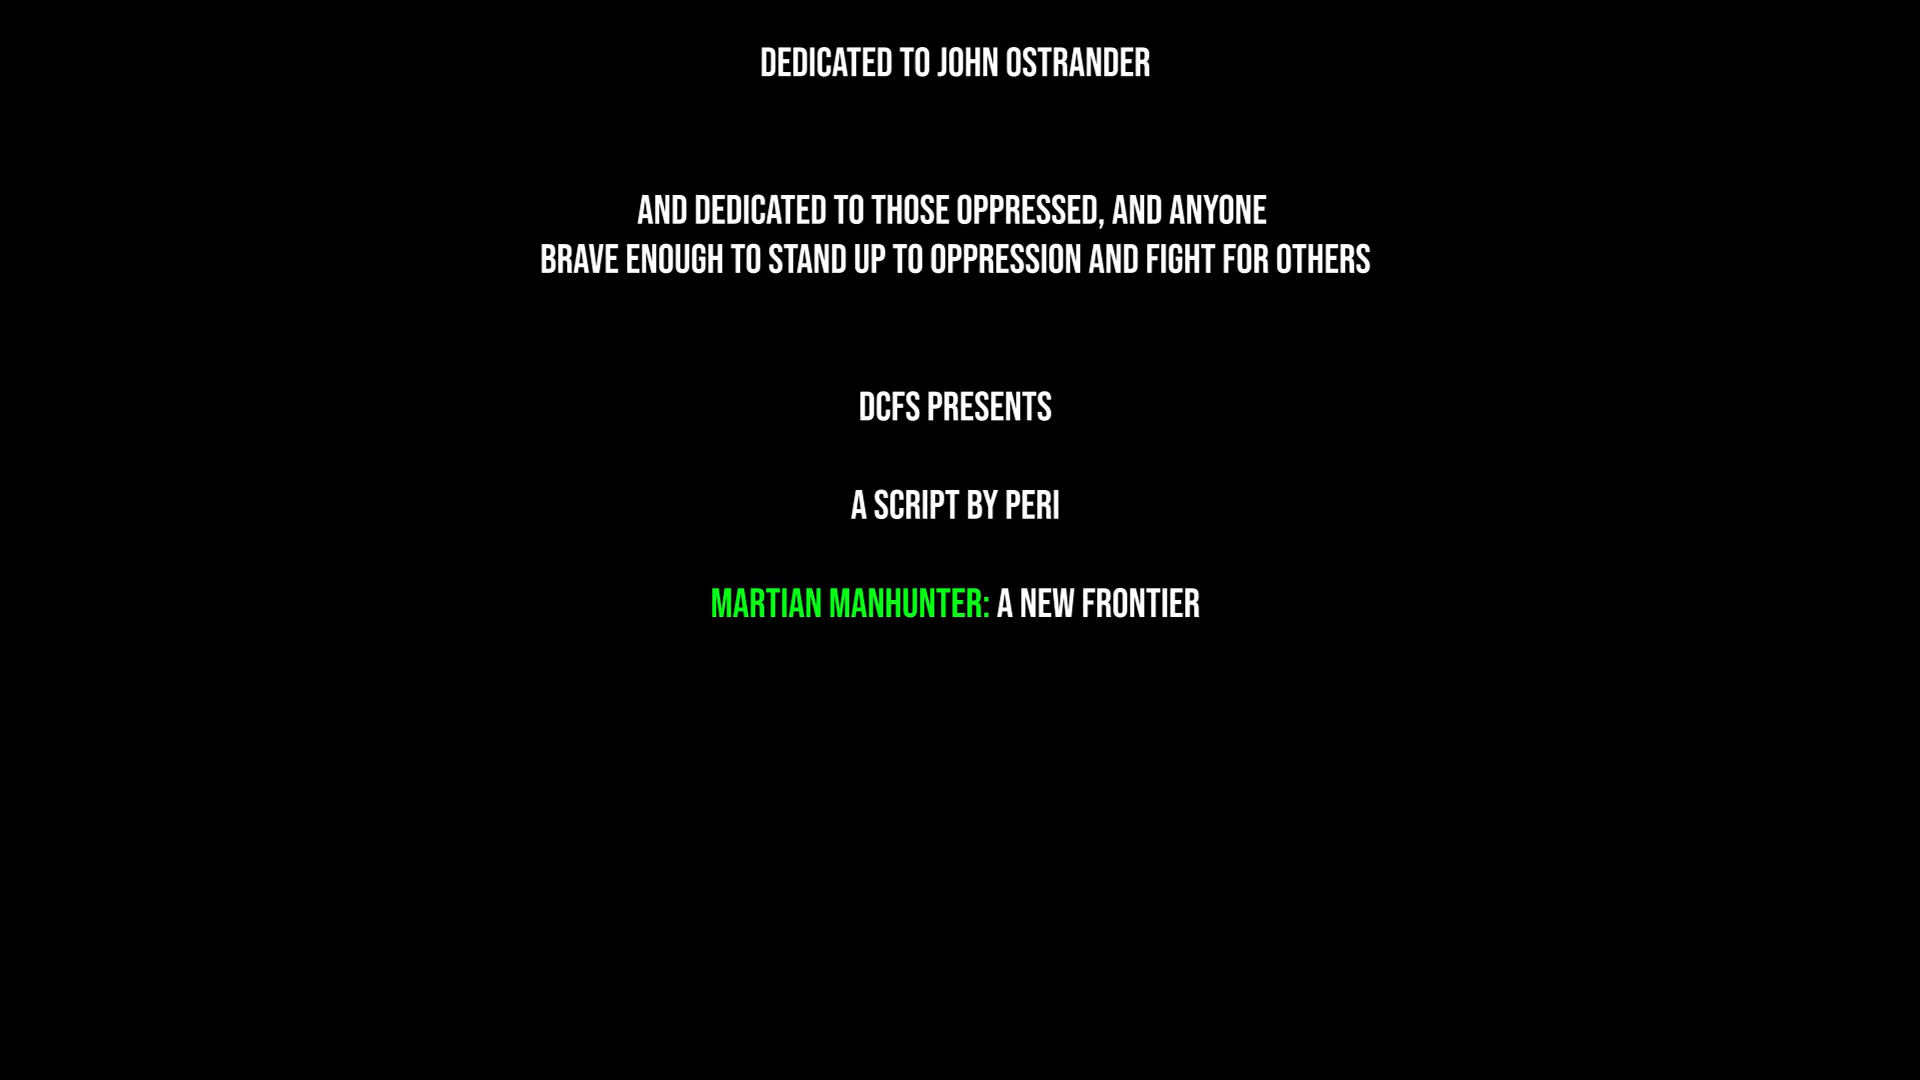 DEDICATED TO JOHN OSTRANDER
AND DEDICATED TO THOSE OPPRESSED, AND ANYONE
BRAVE ENOUGH TO STAND UP TO OPPRESSION AND FIGHT FOR OTHERS
DCFS PRESENTS
A SCRIPT BY PERI
MARTIAN MANHUNTER: A NEW FRONTIER